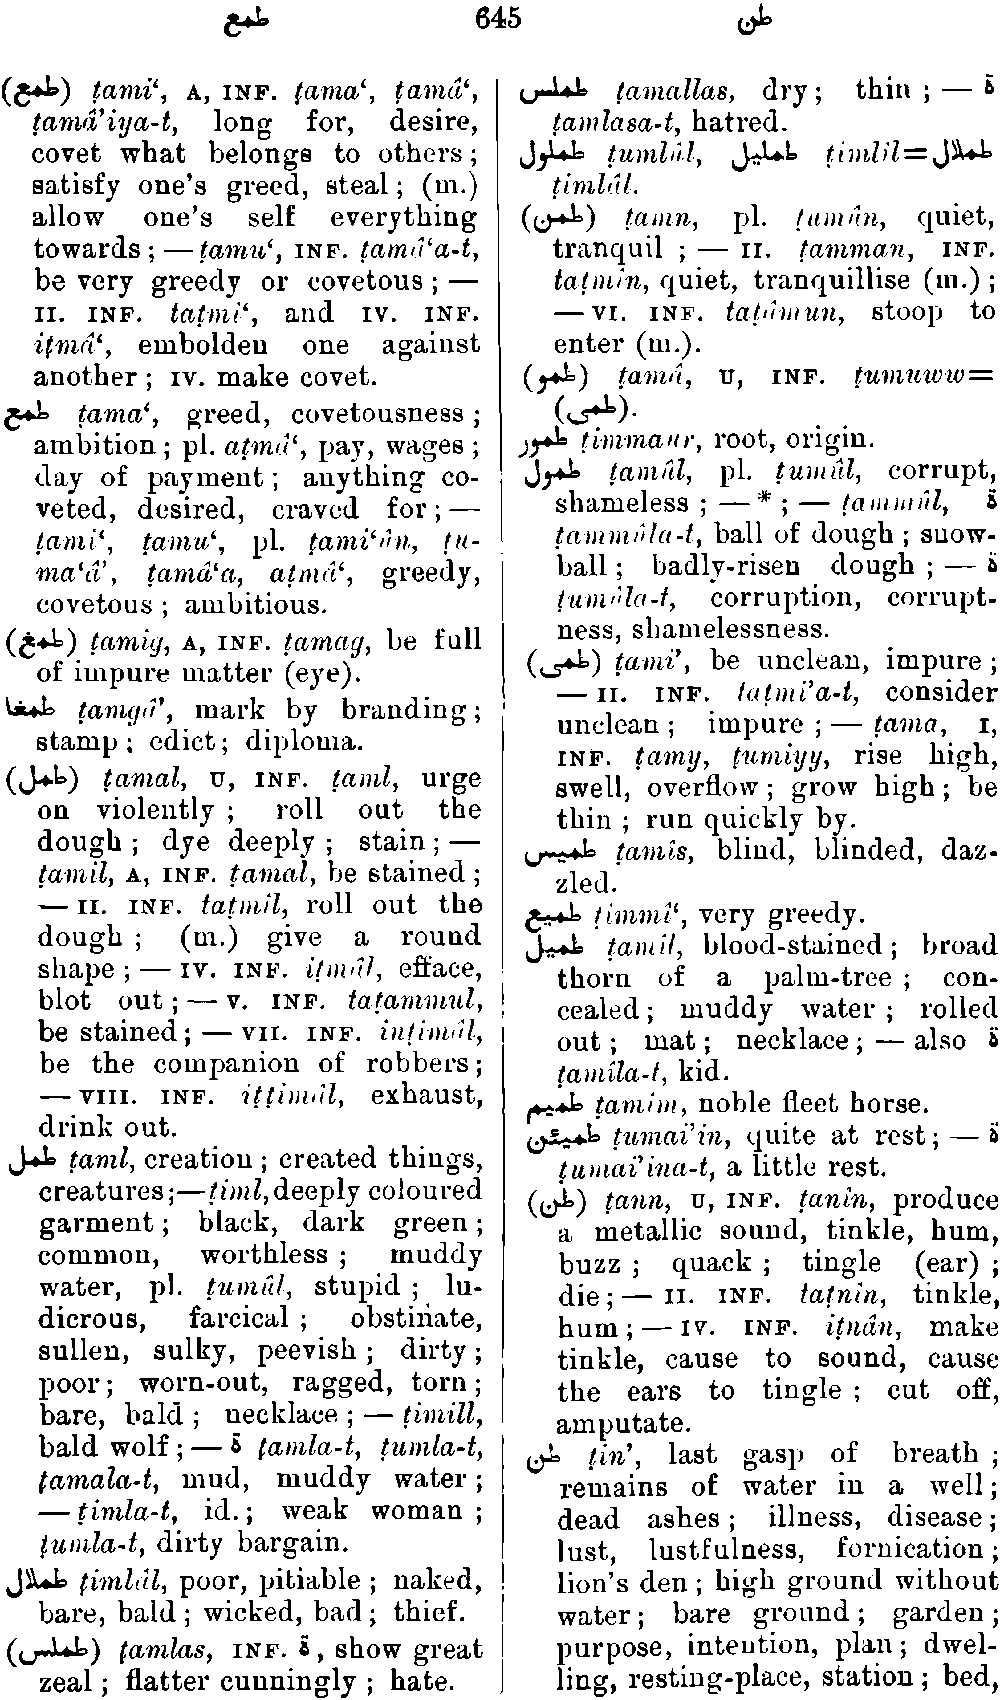 طمع 645 طن
(طمع) ṭami‘, A, INF. ṭama‘, ṭamâ‘,
ṭamâ’iya-t, long for, desire,
covet what belongs to others;
satisfy one's greed, steal; (m.)
allow one's self everything
towards; — ṭamu‘, INF. ṭamâ‘a-t,
be very greedy or covetous; —
II. INF. taṭmî‘, and IV. INF.
iṭmâ‘, embolden one against
another; IV. make covet.
طمع ṭama‘, greed, covetousness;
ambition; pl. aṭmâ‘, pay, wages;
day of payment; anything co-
veted, desired, craved for; —
ṭami‘, ṭamu‘, pl. ṭami‘ûn, ṭu-
ma‘â’, ṭamâ‘a, aṭmâ‘, greedy,
covetous; ambitious.
(طمغ) ṭamig, A, INF. ṭamag, be full
of impure matter (eye).
طمغا ṭamgâ’, mark by branding;
stamp; edict; diploma.
(طمل) ṭamal, U, INF. ṭaml, urge
on violently; roll out the
dough; dye deeply; stain; —
ṭamil, A, INF. ṭamal, be stained;
— II. INF. taṭmîl, roll out the
dough; (m.) give a round
shape; — IV. INF. iṭmâl, efface,
blot out; — V. INF. taṭammul,
be stained; — VII. INF. inṭimâl,
be the companion of robbers;
— VIII. INF. iṭṭimâl, exhaust,
drink out.
طمل ṭaml, creation; created things,
creatures;—ṭiml, deeply coloured
garment; black, dark green;
common, worthless; muddy
water, pl. ṭumûl, stupid; lu-
dicrous, farcical; obstinate,
sullen, sulky, peevish; dirty;
poor; worn-out, ragged, torn;
bare, bald; necklace; — ṭimill,
bald wolf; — ة ṭamla-t, ṭumla-t,
ṭamala-t, mud, muddy water;
— ṭimla-t, id.; weak woman;
ṭumla-t, dirty bargain.
طملال ṭimlâl, poor, pitiable; naked,
bare, bald; wicked, bad; thief.
(طملس) ṭamlas, INF. ة, show great
zeal; flatter cunningly; hate.
طملس ṭamallas, dry; thin; — ة
ṭamlasa-t, hatred.
طملول ṭumlûl, طمليل ṭimlîl=طملال
ṭimlâl.
(طمن) ṭamn, pl. ṭumûn, quiet,
tranquil; — II. ṭamman, INF.
taṭmîn, quiet, tranquillise (m.);
— VI. INF. taṭâmun, stoop to
enter (m.).
(طمو) ṭamâ, U, INF. ṭumuww=
(طمى).
طمور ṭimmaur, root, origin.
طمول ṭamûl, pl. ṭumûl, corrupt,
shameless; — *; — ṭammûl, ة
ṭammûla-t, ball of dough; snow-
ball; badly-risen dough; — ة
ṭumûla-t, corruption, corrupt-
ness, shamelessness.
(طمى) ṭami’, be unclean, impure;
— II. INF. taṭmi’a-t, consider
unclean; impure; — ṭama, I,
INF. ṭamy, ṭumiyy, rise high,
swell, overflow; grow high; be
thin; run quickly by.
طميس ṭamîs, blind, blinded, daz-
zled.
طميع ṭimmî‘, very greedy.
طميل ṭamîl, blood-stained; broad
thorn of a palm-tree; con-
cealed; muddy water; rolled
out; mat; necklace; — also ة
ṭamîla-t, kid.
طميم ṭamîm, noble fleet horse.
طميئن ṭumai’in, quite at rest; — ة
ṭumai’ina-t, a little rest.
(طن) ṭann, U, INF. ṭanîn, produce
a metallic sound, tinkle, hum,
buzz; quack; tingle (ear);
die; — II. INF. taṭnîn, tinkle,
hum; — IV. INF. iṭnân, make
tinkle, cause to sound, cause
the ears to tingle; cut off,
amputate.
طن ṭin’, last gasp of breath;
remains of water in a well;
dead ashes; illness, disease;
lust, lustfulness, fornication;
lion's den; high ground without
water; bare ground; garden;
purpose, intention, plan; dwel-
ling, resting-place, station; bed,